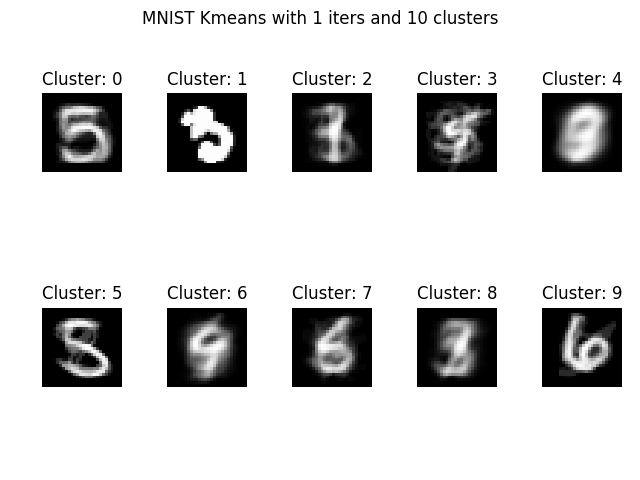 MNIST Kmeans with 1 iters and 10 clusters
Cluster: 0 Cluster: 1 Cluster: 2 Cluster: 3 Cluster: 4
Cluster: 5 Cluster: 6 Cluster: 7 Cluster: 8 Cluster: 9